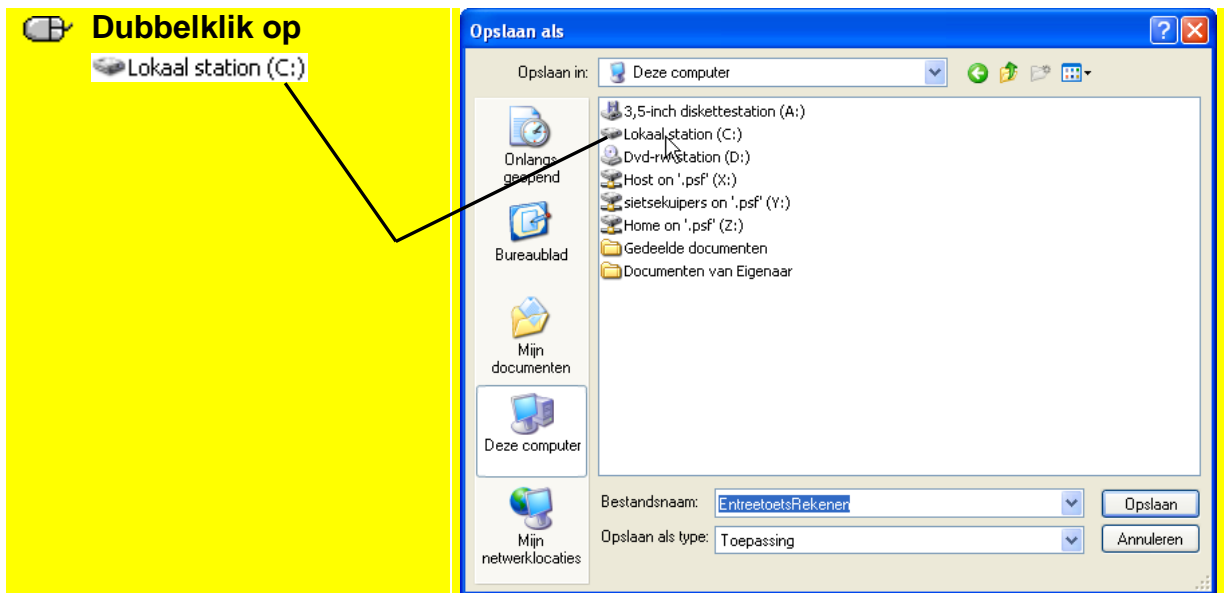 Dubbelklik op
Lokaal station (C:)
Opslaan als
Opslaan in:
Deze computer
Onlangs
geopend
Bureaublad
Mijn
documenten
Deze computer
Mijn
netwerklocaties
3,5-inch diskettestation (A:)
Lokaal station (C:)
Dvd-rw-station (D:)
Host on '.psf' (X:)
sietsekuipers on '.psf' (Y:)
Home on '.psf' (Z:)
Gedeelde documenten
Documenten van Eigenaar
Bestandsnaam:
EntreetoetsRekenen
Opslaan
Opslaan als type:
Toepassing
Annuleren